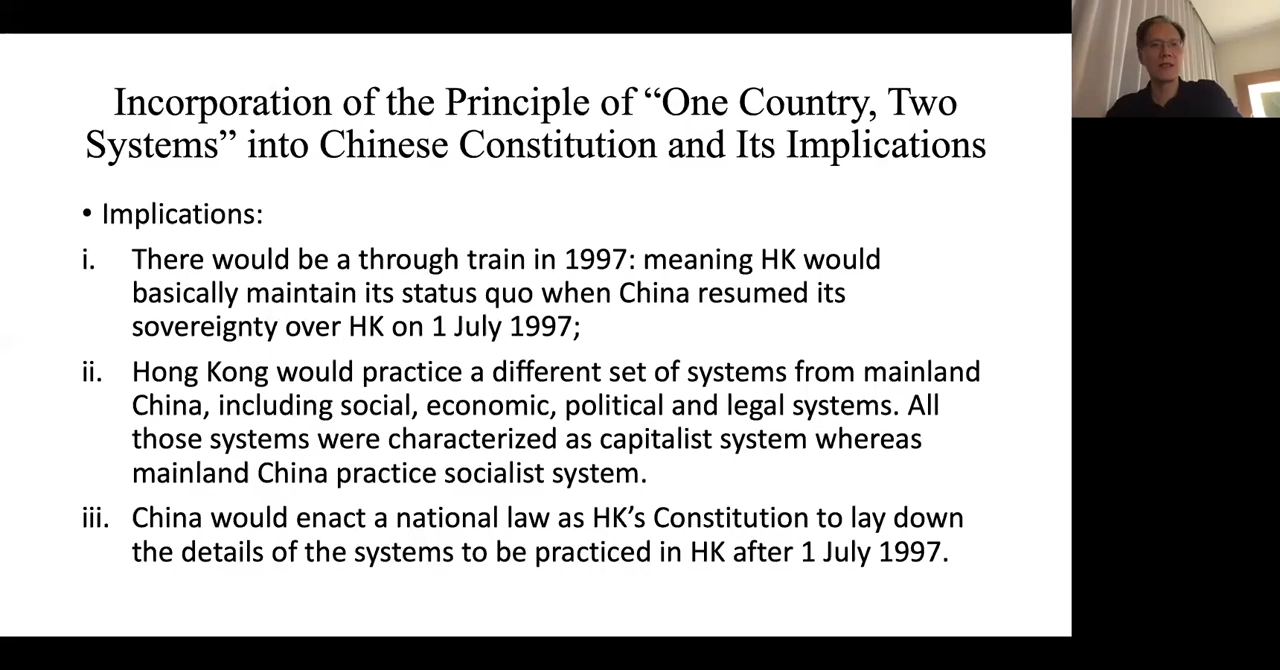 Incorporation of the Principle of “One Country, Two
Systems” into Chinese Constitution and Its Implications
• Implications:
i. There would be a through train in 1997: meaning HK would
basically maintain its status quo when China resumed its
sovereignty over HK on 1 July 1997;
ii. Hong Kong would practice a different set of systems from mainland
China, including social, economic, political and legal systems. All
those systems were characterized as capitalist system whereas
mainland China practice socialist system.
iii. China would enact a national law as HK’s Constitution to lay down
the details of the systems to be practiced in HK after 1 July 1997.